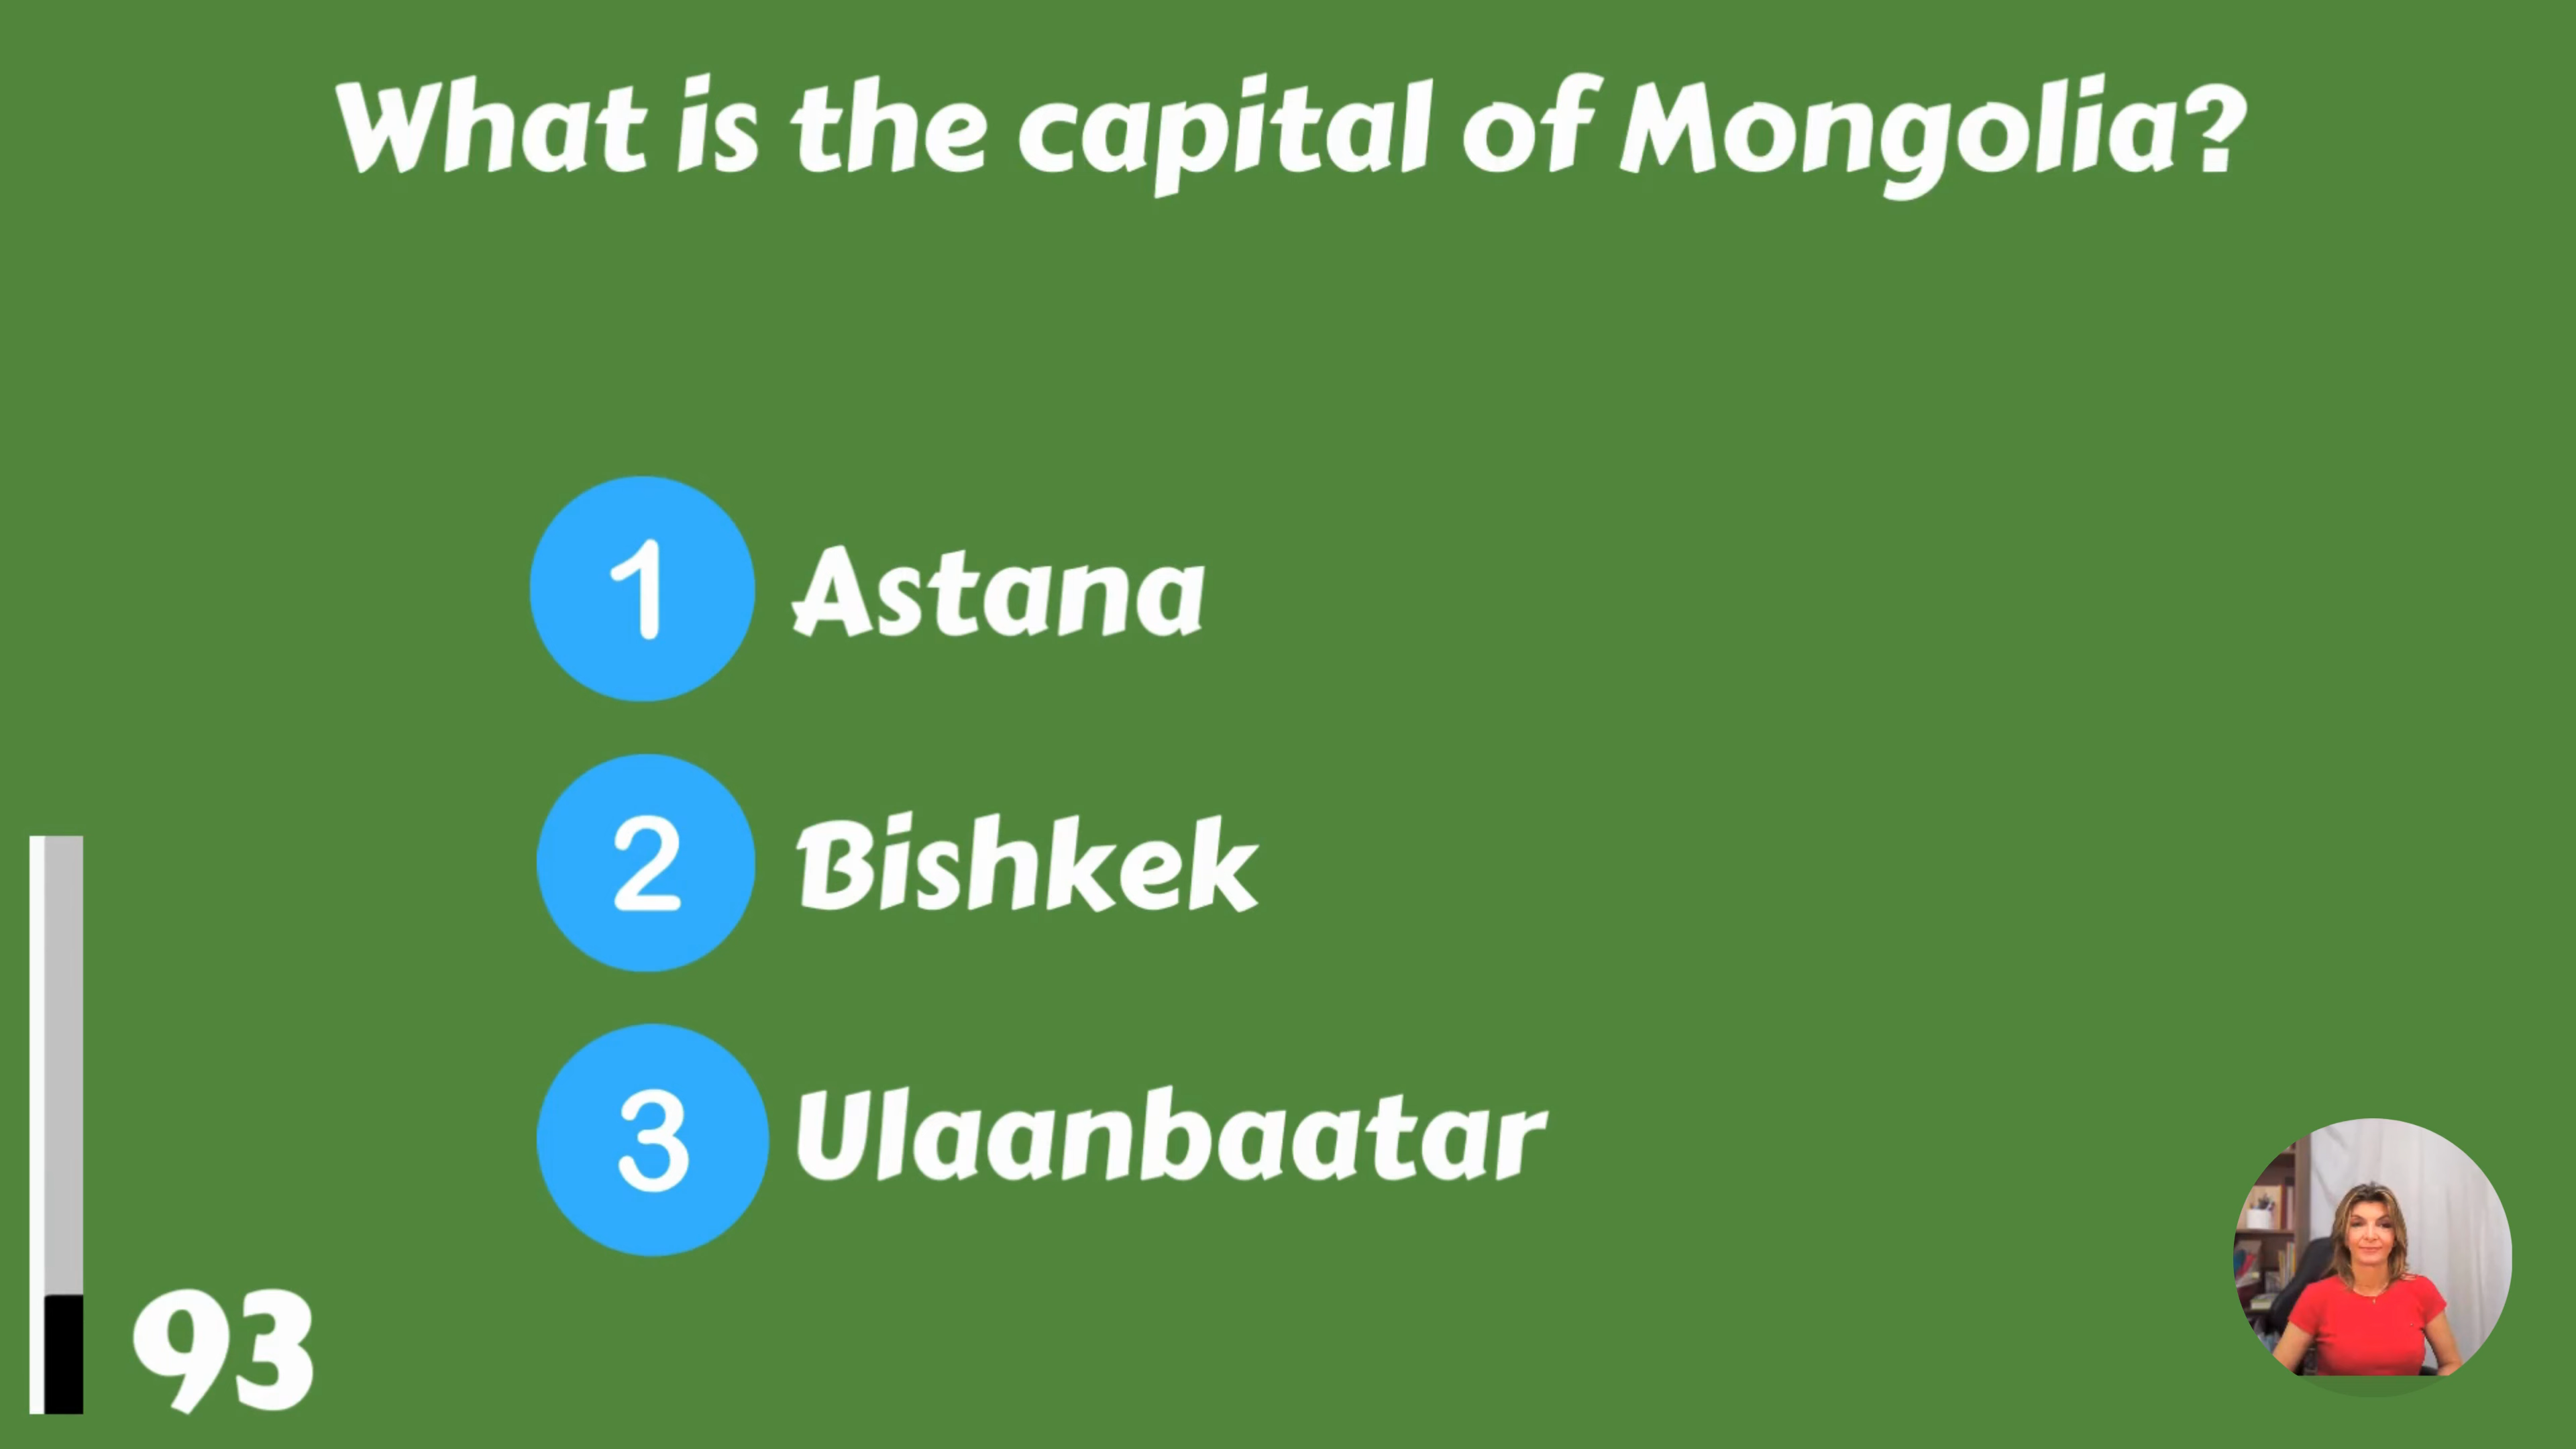 What is the capital of Mongolia?
1 Astana
2 Bishkek
3 Ulaanbaatar
93